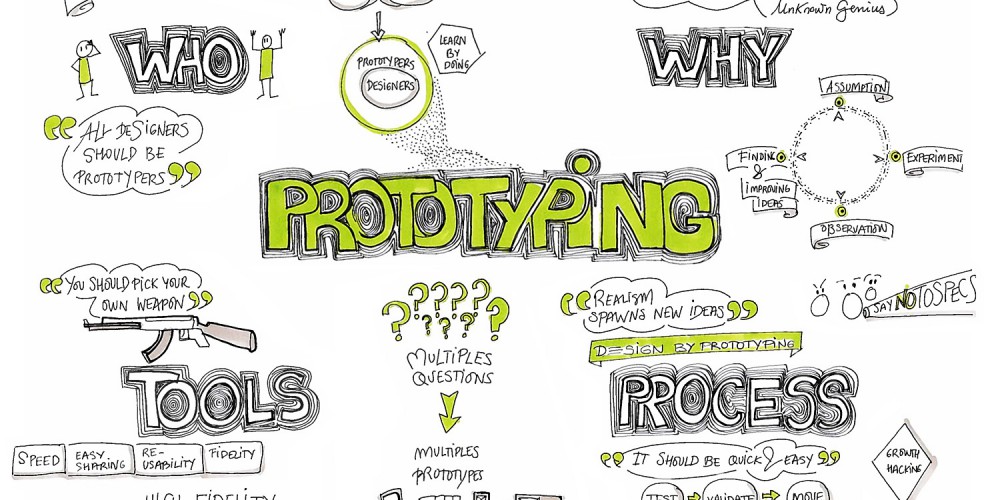 (Unknown Genius)
WHO
PROTOTYPERS
DESIGNERS
LEARN
BY
DOING
WHY
ASSUMPTION
EXPERIMENT
OBSERVATION
FINDING
&
IMPROVING
IDEAS
“ALL DESIGNERS
SHOULD BE
PROTOTYPERS”
PROTOTYPING
“YOU SHOULD PICK YOUR
OWN WEAPON”
TOOLS
SPEED
EASY
SHARING
RE-
USABILITY
FIDELITY
HIGH FIDELITY
????
????
??
MULTIPLES
QUESTIONS
MULTIPLES
PROTOTYPES
“REALISM
SPAWNS NEW IDEAS”
DESIGN BY PROTOTYPING
SAY NO TO SPECS
PROCESS
“IT SHOULD BE QUICK & EASY”
TEST
VALIDATE
MOVE
GROWTH
HACKING